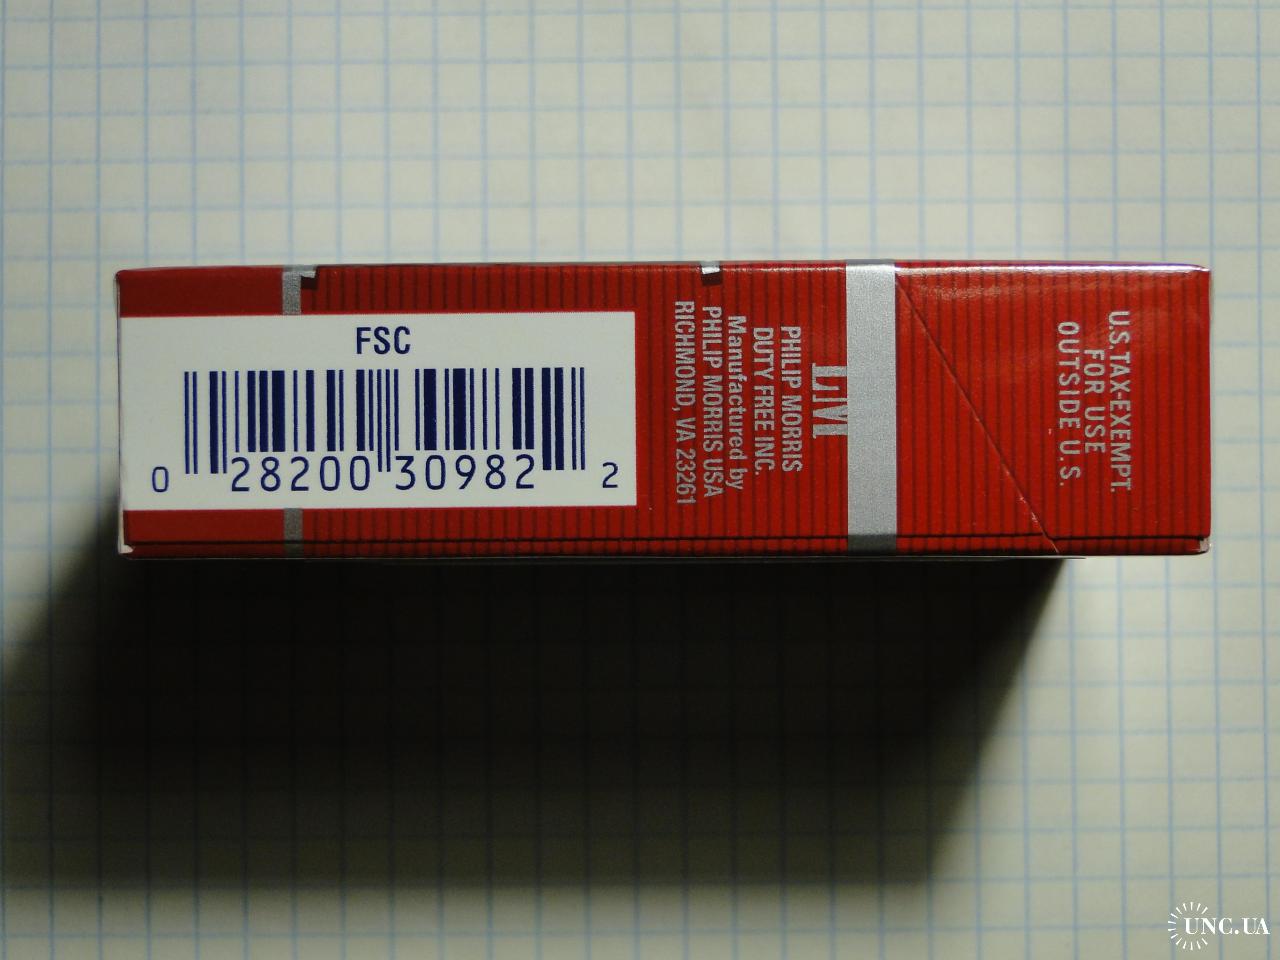 FSC
0 28200 30982 2
LM
PHILIP MORRIS
DUTY FREE INC.
Manufactured by
PHILIP MORRIS USA
RICHMOND, VA 23261
U.S. TAX-EXEMPT.
FOR USE
OUTSIDE U.S.
UNC.UA